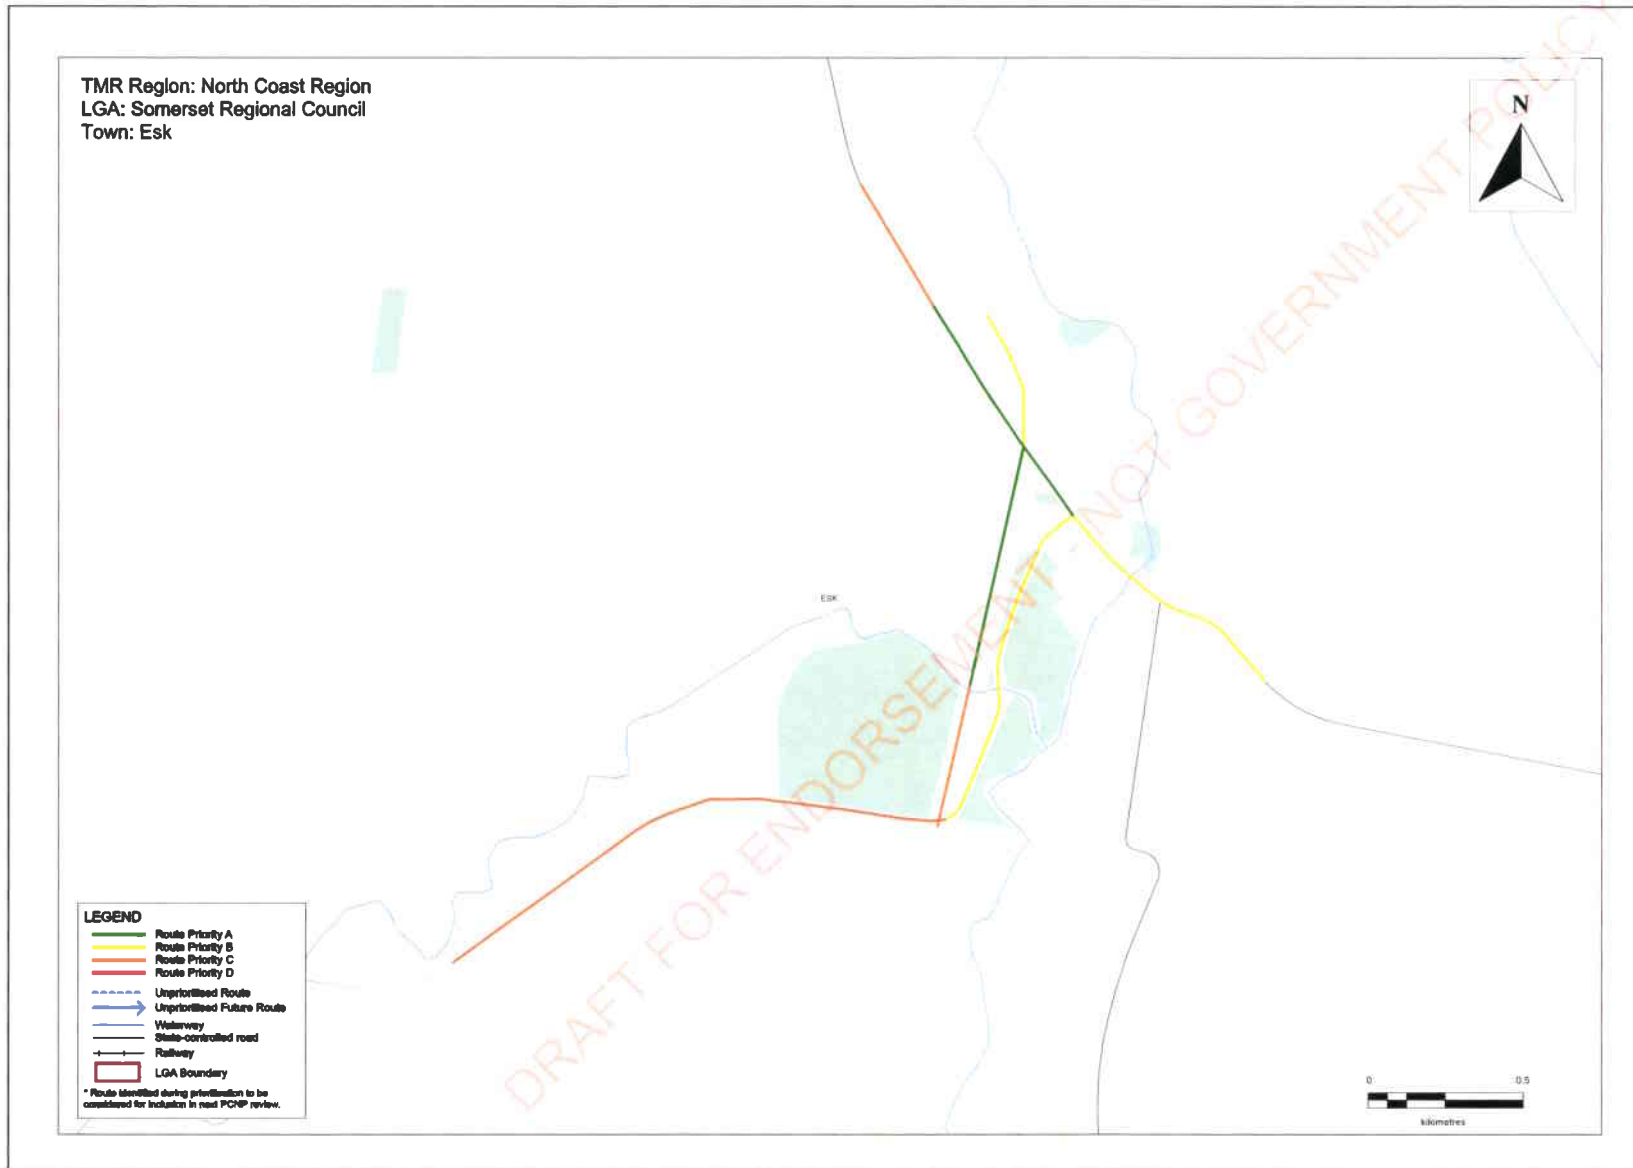 TMR Region: North Coast Region
LGA: Somerset Regional Council
Town: Esk
N
ESK
DRAFT FOR ENDORSEMENT - NOT GOVERNMENT POLICY
LEGEND
Route Priority A
Route Priority B
Route Priority C
Route Priority D
Unprioritised Route
Unprioritised Future Route
Waterway
State-controlled road
Railway
LGA Boundary
* Route identified during prioritisation to be
considered for inclusion in next PCNP review.
0 0.5
kilometres